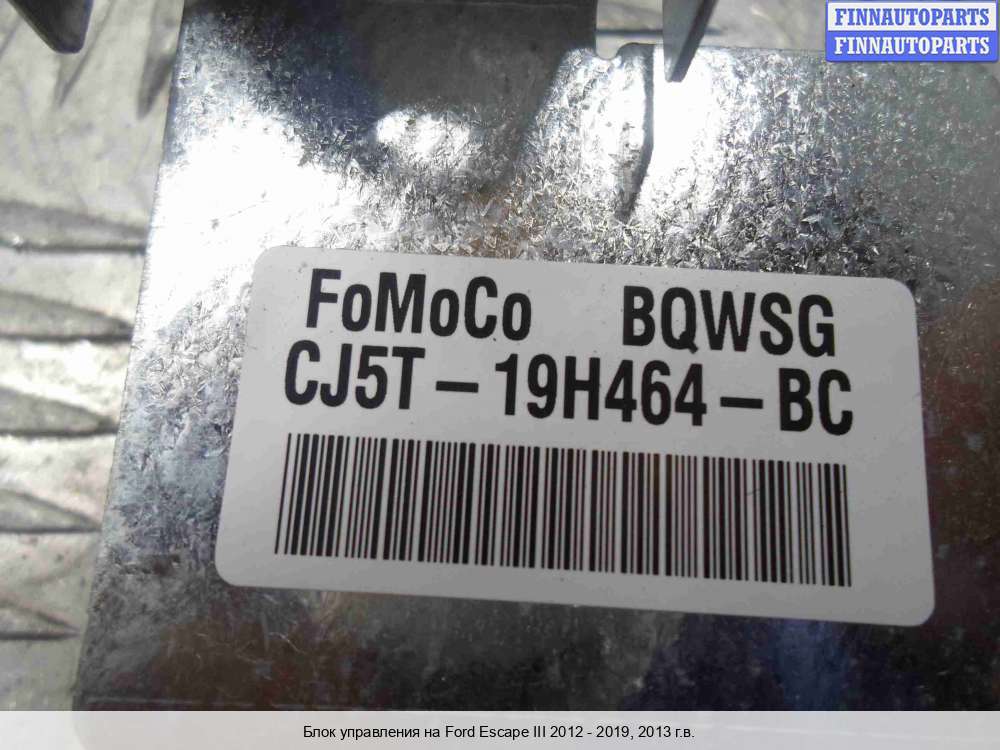 FINNAUTOPARTS
FINNAUTOPARTS
FoMoCo BQWSG
CJ5T-19H464-BC
Блок управления на Ford Escape III 2012 - 2019, 2013 г.в.